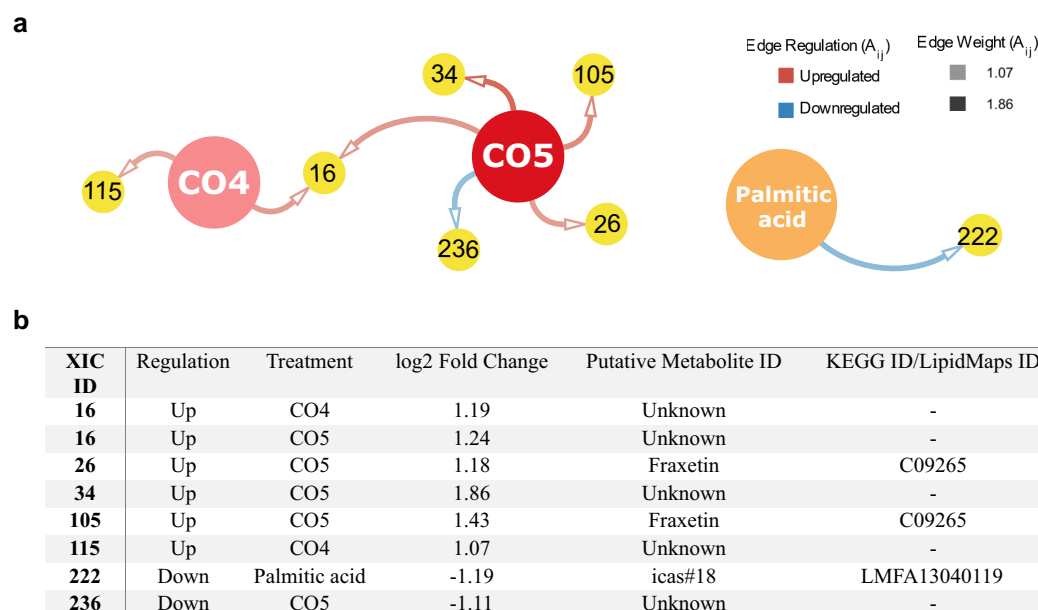 a
Edge Regulation (A ij)
Edge Weight (A ij)
Upregulated
1.07
Downregulated
1.86
34
105
CO5
CO4
115
16
26
236
Palmitic
acid
222
b
XIC ID Regulation Treatment log2 Fold Change Putative Metabolite ID KEGG ID/LipidMaps ID
16 Up CO4 1.19 Unknown -
16 Up CO5 1.24 Unknown -
26 Up CO5 1.18 Fraxetin C09265
34 Up CO5 1.86 Unknown -
105 Up CO5 1.43 Fraxetin C09265
115 Up CO4 1.07 Unknown -
222 Down Palmitic acid -1.19 icas#18 LMFA13040119
236 Down CO5 -1.11 Unknown -